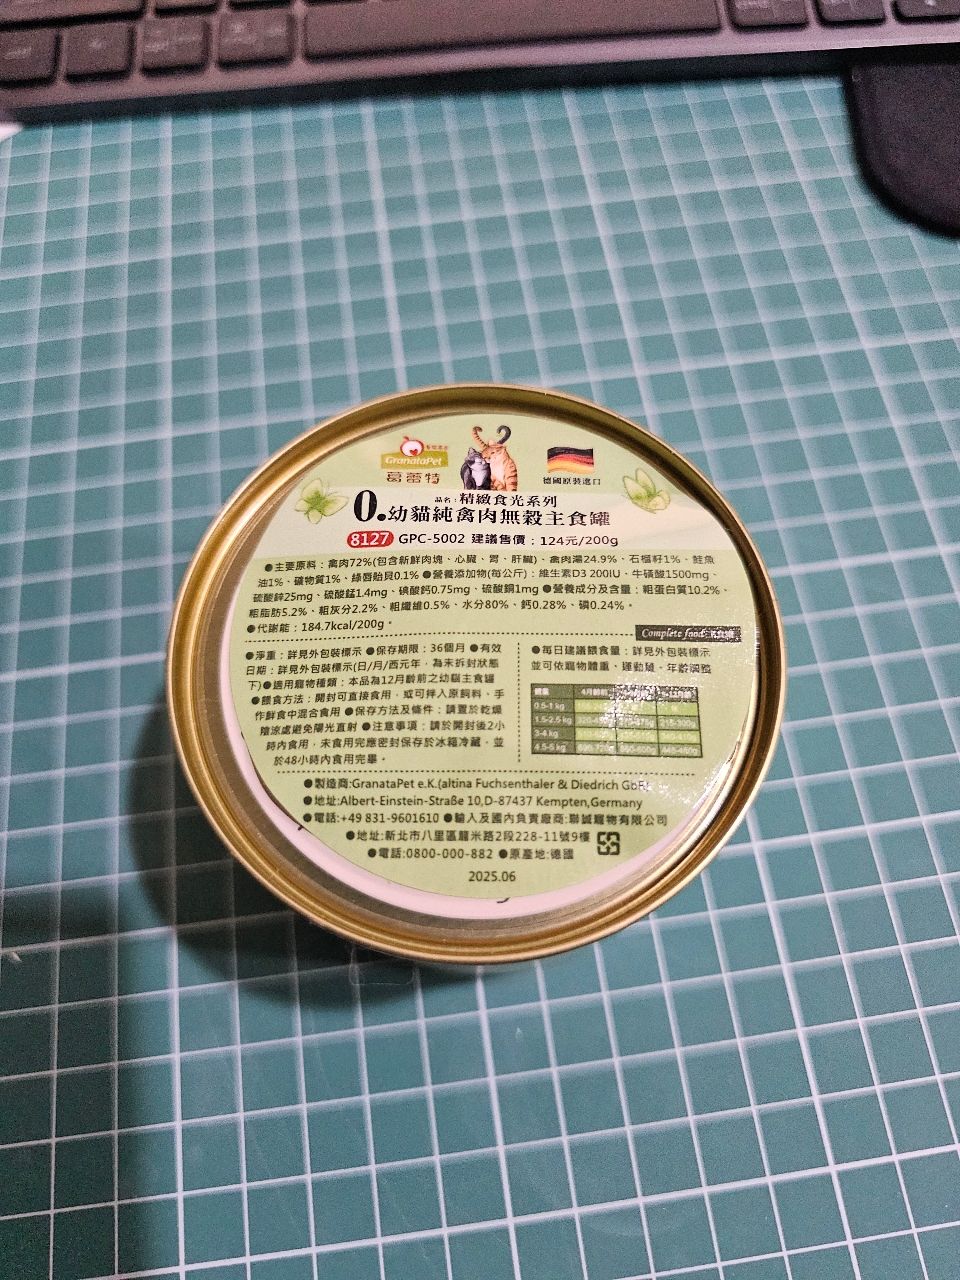 GranataPet
葛蕾特
德國原裝進口
品名：精緻食光系列
0.幼貓純禽肉無穀主食罐
8127 GPC-5002 建議售價：124元/200g
●主要原料：禽肉72%(包含新鮮肉塊、心臟、胃、肝臟)、禽肉湯24.9%、石榴籽1%、鮭魚
油1%、礦物質1%、綠唇貽貝0.1% ●營養添加物(每公斤)：維生素D3 200IU、牛磺酸1500mg、
硫酸鋅25mg、硫酸錳1.4mg、碘酸鈣0.75mg、硫酸銅1mg ●營養成分及含量：粗蛋白質10.2%、
粗脂肪5.2%、粗灰分2.2%、粗纖維0.5%、水分80%、鈣0.28%、磷0.24%。
●代謝能：184.7kcal/200g。
Complete food 主食罐
●淨重：詳見外包裝標示 ●保存期限：36個月 ●有效
日期：詳見外包裝標示(日/月/西元年，為未拆封狀態
下)●適用寵物種類：本品為12月齡前之幼貓主食罐
●餵食方法：開封可直接食用，或可拌入原飼料、手
作鮮食中混合食用 ●保存方法及條件：請置於乾燥
陰涼處避免陽光直射 ●注意事項：請於開封後2小
時內食用，未食用完應密封保存於冰箱冷藏，並
於48小時內食用完畢。
●每日建議餵食量：詳見外包裝標示
並可依寵物體重、運動量、年齡調整
0.5-1 kg
1.5-2.5 kg 215-300g
3-4 kg
4.5-5 kg
●製造商:GranataPet e.K.(altina Fuchsenthaler & Diedrich GbR)
●地址:Albert-Einstein-Straße 10,D-87437 Kempten,Germany
●電話:+49 831-9601610 ●輸入及國內負責廠商:聯誠寵物有限公司
●地址:新北市八里區龍米路2段228-11號9樓
●電話:0800-000-882 ●原產地:德國
2025.06